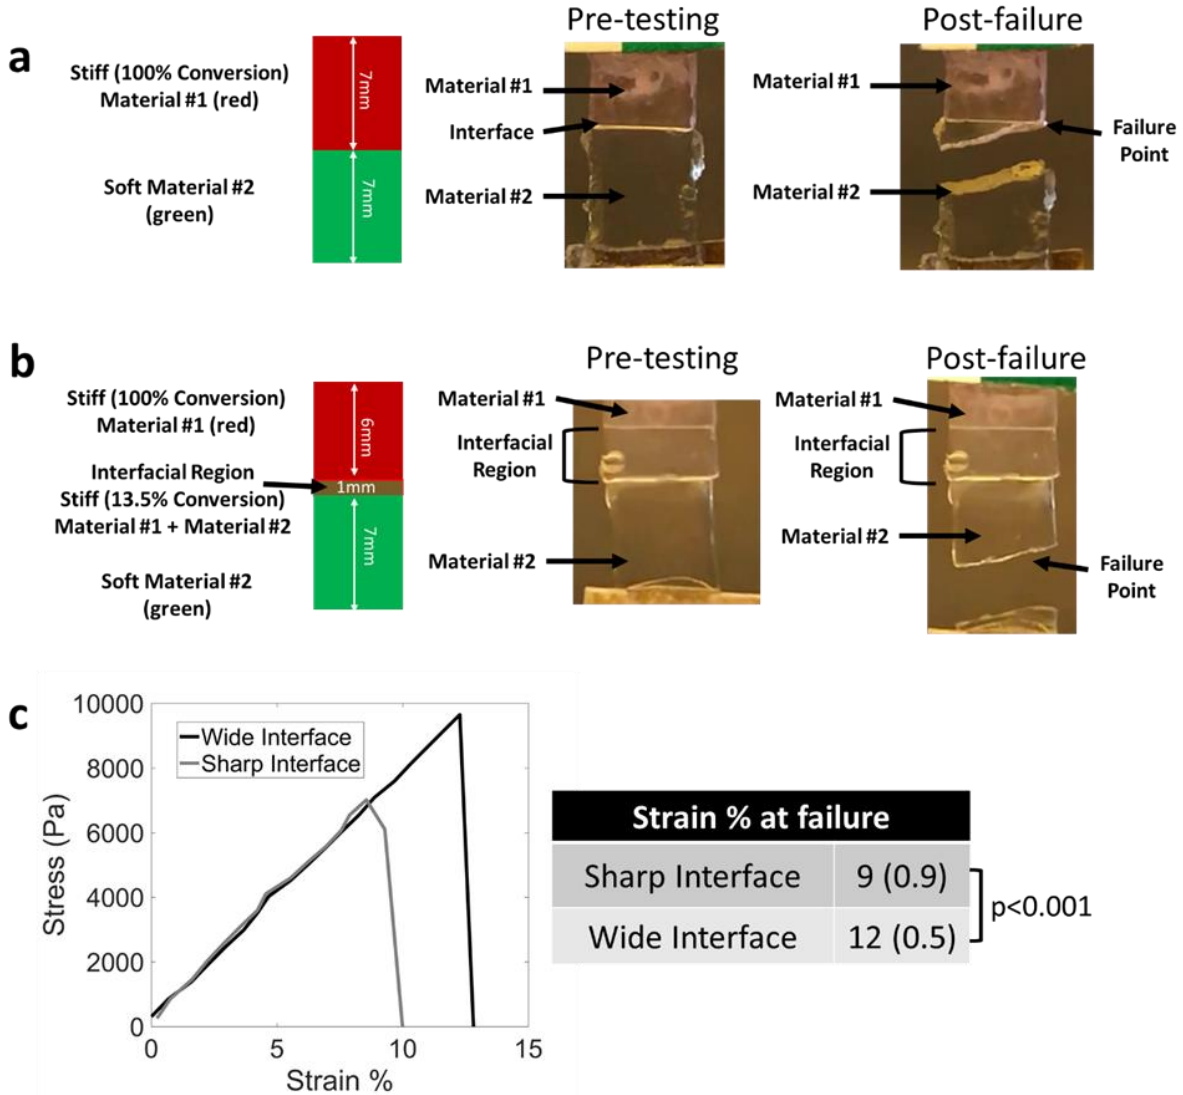 a
Stiff (100% Conversion)
Material #1 (red)
Soft Material #2
(green)
7mm
7mm
Pre-testing
Material #1
Interface
Material #2
Post-failure
Material #1
Material #2
Failure
Point
b
Stiff (100% Conversion)
Material #1 (red)
Interfacial Region
Stiff (13.5% Conversion)
Material #1 + Material #2
Soft Material #2
(green)
6mm
1mm
7mm
Pre-testing
Material #1
Interfacial
Region
Material #2
Post-failure
Material #1
Interfacial
Region
Material #2
Failure
Point
c
10000
8000
6000
4000
2000
0
Stress (Pa)
Wide Interface
Sharp Interface
0 5 10 15
Strain %
Strain % at failure
Sharp Interface 9 (0.9)
Wide Interface 12 (0.5)
p<0.001